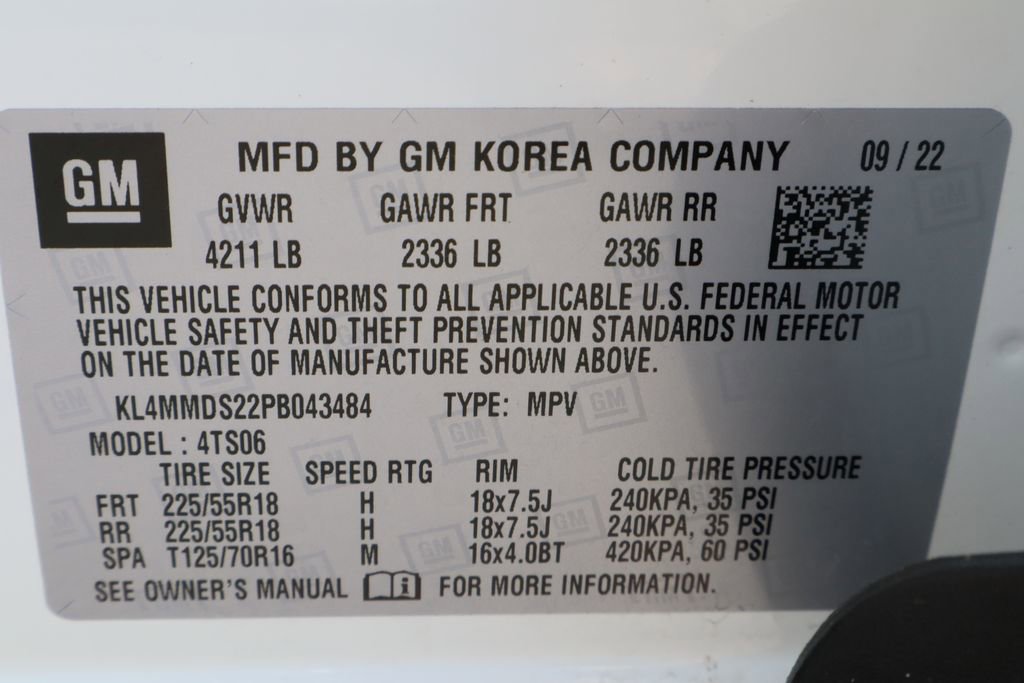 GM MFD BY GM KOREA COMPANY 09 / 22
GVWR GAWR FRT GAWR RR
4211 LB 2336 LB 2336 LB
THIS VEHICLE CONFORMS TO ALL APPLICABLE U.S. FEDERAL MOTOR
VEHICLE SAFETY AND THEFT PREVENTION STANDARDS IN EFFECT
ON THE DATE OF MANUFACTURE SHOWN ABOVE.
KL4MMDS22PB043484 TYPE: MPV
MODEL : 4TS06
TIRE SIZE SPEED RTG RIM COLD TIRE PRESSURE
FRT 225/55R18 H 18x7.5J 240KPA, 35 PSI
RR 225/55R18 H 18x7.5J 240KPA, 35 PSI
SPA T125/70R16 M 16x4.0BT 420KPA, 60 PSI
SEE OWNER'S MANUAL FOR MORE INFORMATION.